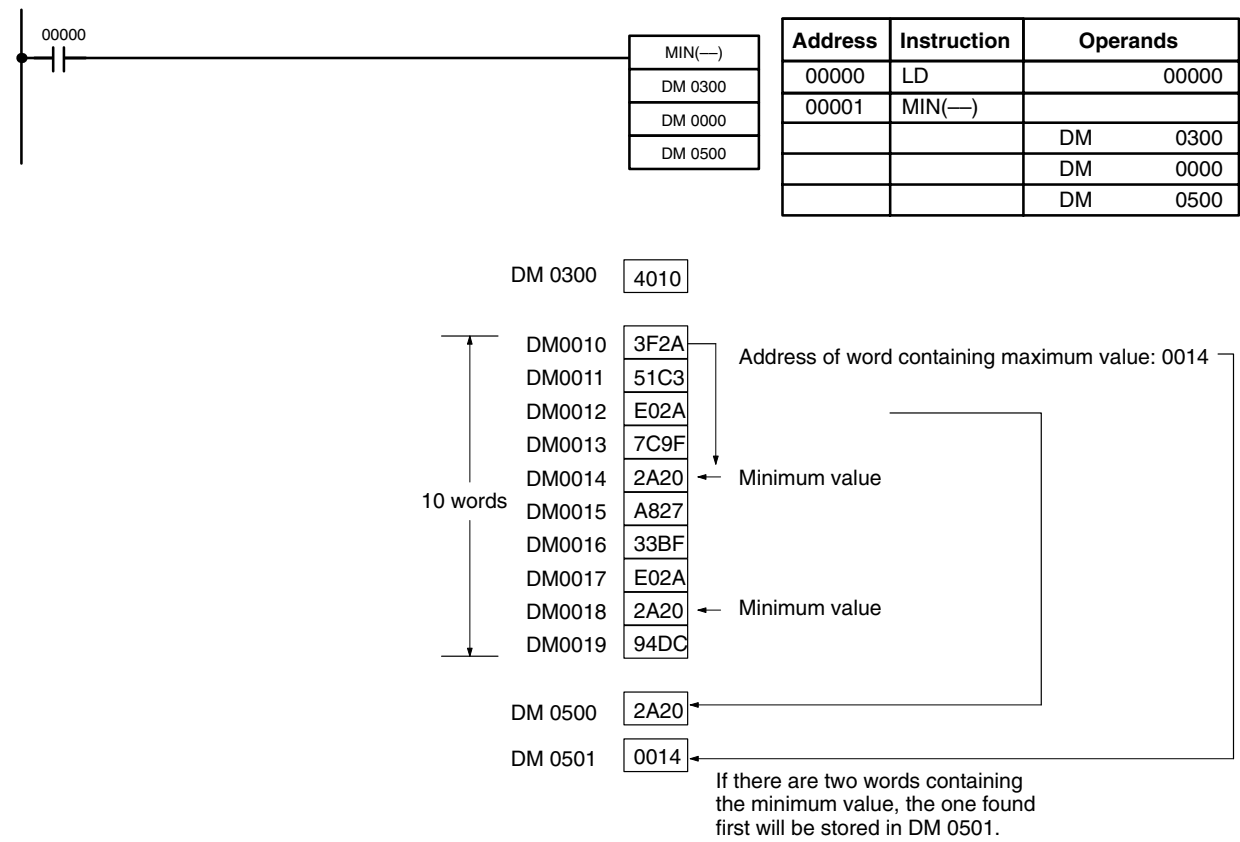 00000
MIN(––)
DM 0300
DM 0000
DM 0500
Address Instruction Operands
00000 LD 00000
00001 MIN(––)
DM 0300
DM 0000
DM 0500
DM 0300 4010
DM0010 3F2A
Address of word containing maximum value: 0014
DM0011 51C3
DM0012 E02A
DM0013 7C9F
DM0014 2A20 Minimum value
10 words
DM0015 A827
DM0016 33BF
DM0017 E02A
DM0018 2A20 Minimum value
DM0019 94DC
DM 0500 2A20
DM 0501 0014
If there are two words containing
the minimum value, the one found
first will be stored in DM 0501.